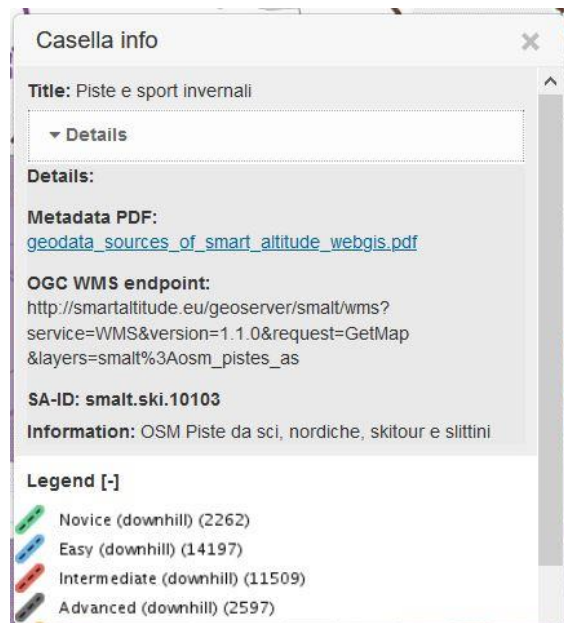 Casella info
Title: Piste e sport invernali
Details
Details:
Metadata PDF:
geodata_sources_of_smart_altitude_webgis.pdf
OGC WMS endpoint:
http://smartaltitude.eu/geoserver/smalt/wms?
service=WMS&version=1.1.0&request=GetMap
&layers=smalt%3Aosm_pistes_as
SA-ID: smalt.ski.10103
Information: OSM Piste da sci, nordiche, skitour e slittini
Legend [-]
Novice (downhill) (2262)
Easy (downhill) (14197)
Intermediate (downhill) (11509)
Advanced (downhill) (2597)